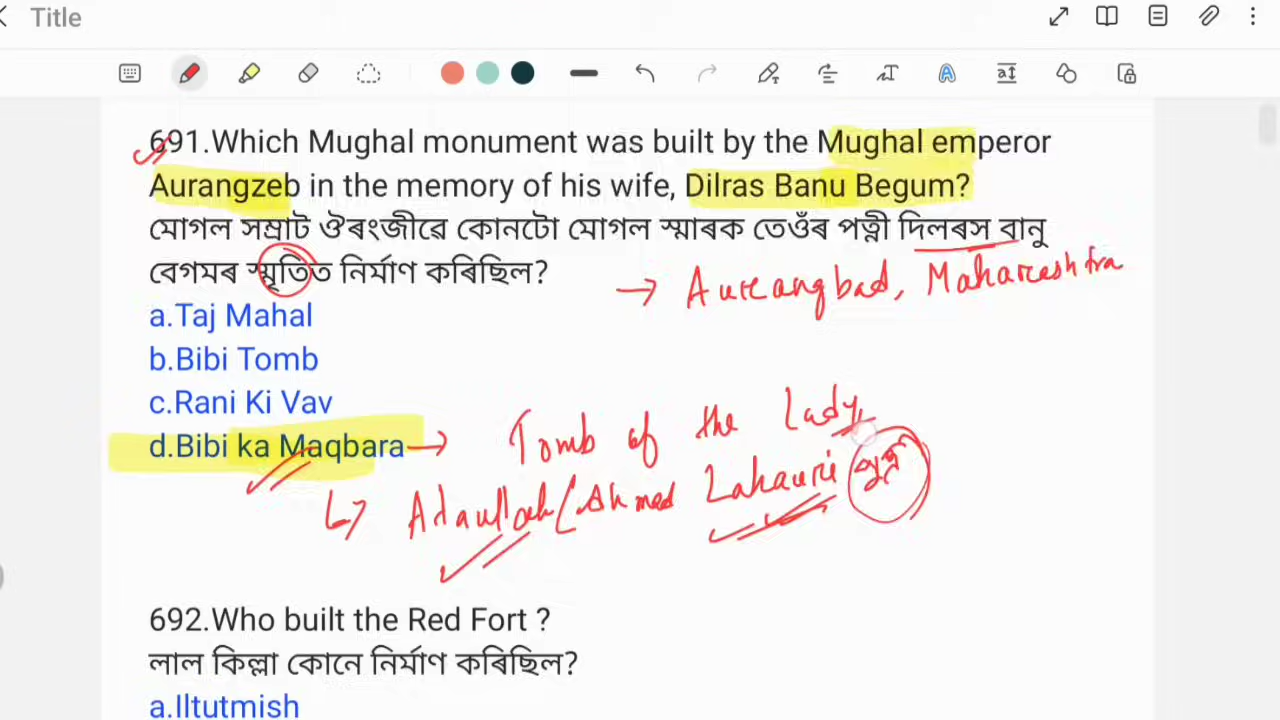 Title
691.Which Mughal monument was built by the Mughal emperor
Aurangzeb in the memory of his wife, Dilras Banu Begum?
মোগল সম্ৰাট ঔৰংজীৱে কোনটো মোগল স্মাৰক তেওঁৰ পত্নী দিলৰস বানু
বেগমৰ স্মৃতিত নিৰ্মাণ কৰিছিল?
→ Aurangbad, Maharashtra
a.Taj Mahal
b.Bibi Tomb
c.Rani Ki Vav
d.Bibi ka Maqbara → Tomb of the Lady
↳ Ataullah/Ahmad Lahauri
692.Who built the Red Fort ?
লাল কিল্লা কোনে নিৰ্মাণ কৰিছিল?
a.Iltutmish